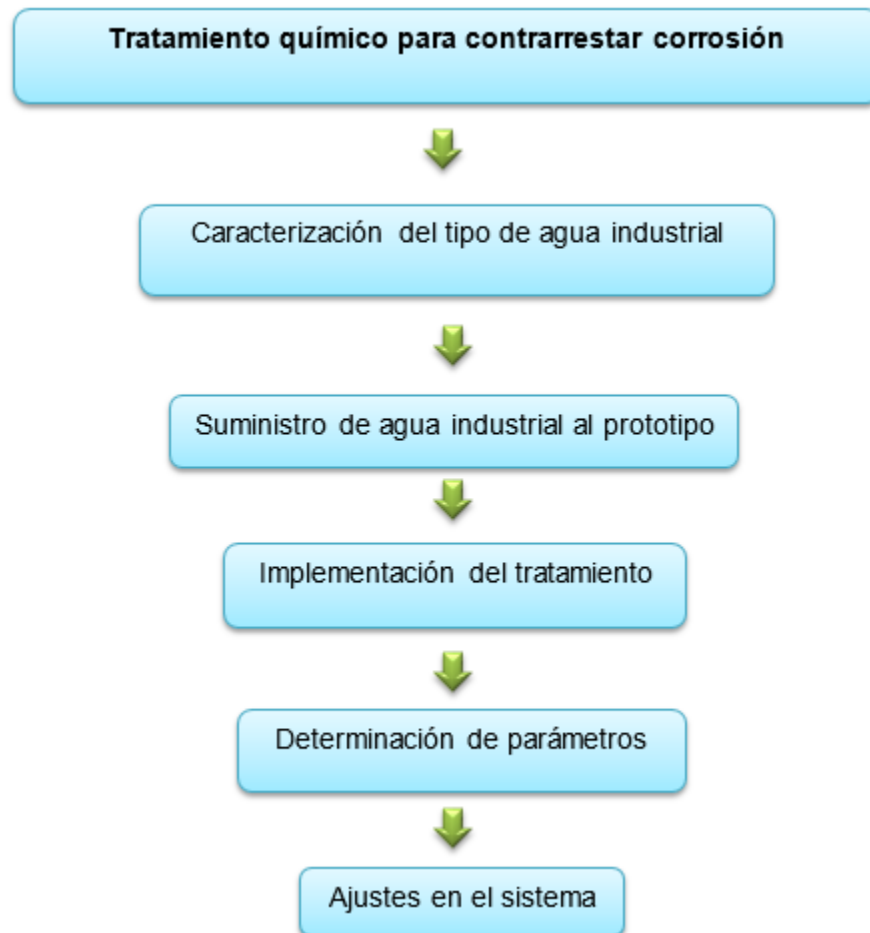 Tratamiento químico para contrarrestar corrosión
Caracterización del tipo de agua industrial
Suministro de agua industrial al prototipo
Implementación del tratamiento
Determinación de parámetros
Ajustes en el sistema